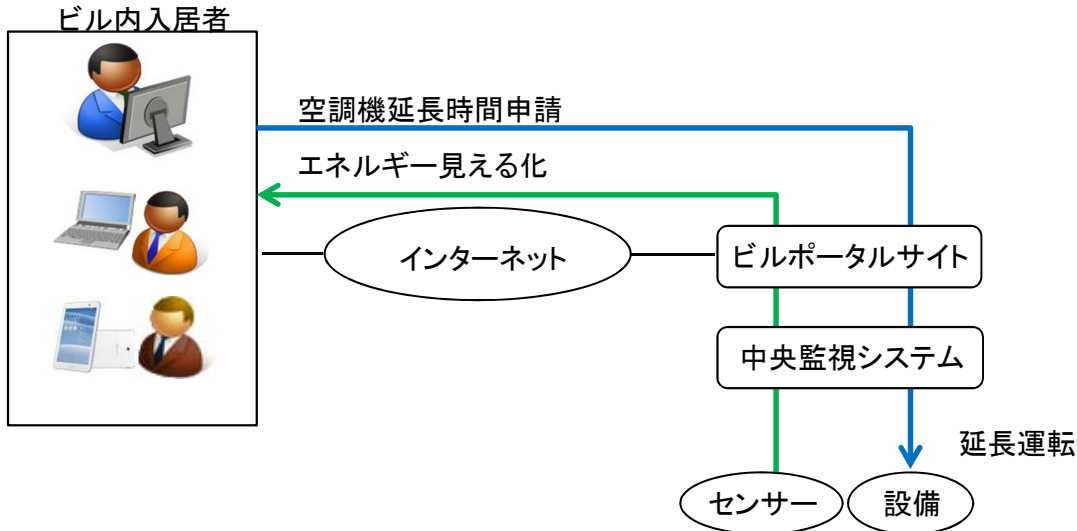 ビル内入居者
空調機延長時間申請
エネルギー見える化
インターネット
ビルポータルサイト
中央監視システム
延長運転
センサー
設備